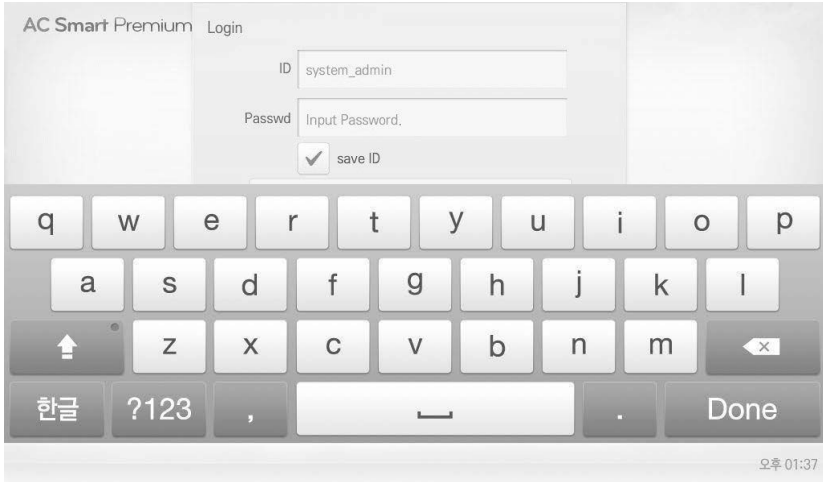 AC Smart Premium
Login
ID system_admin
Passwd Input Password.
save ID
q w e r t y u i o p
a s d f g h j k l
z x c v b n m
한글 ?123 , . Done
오후 01:37